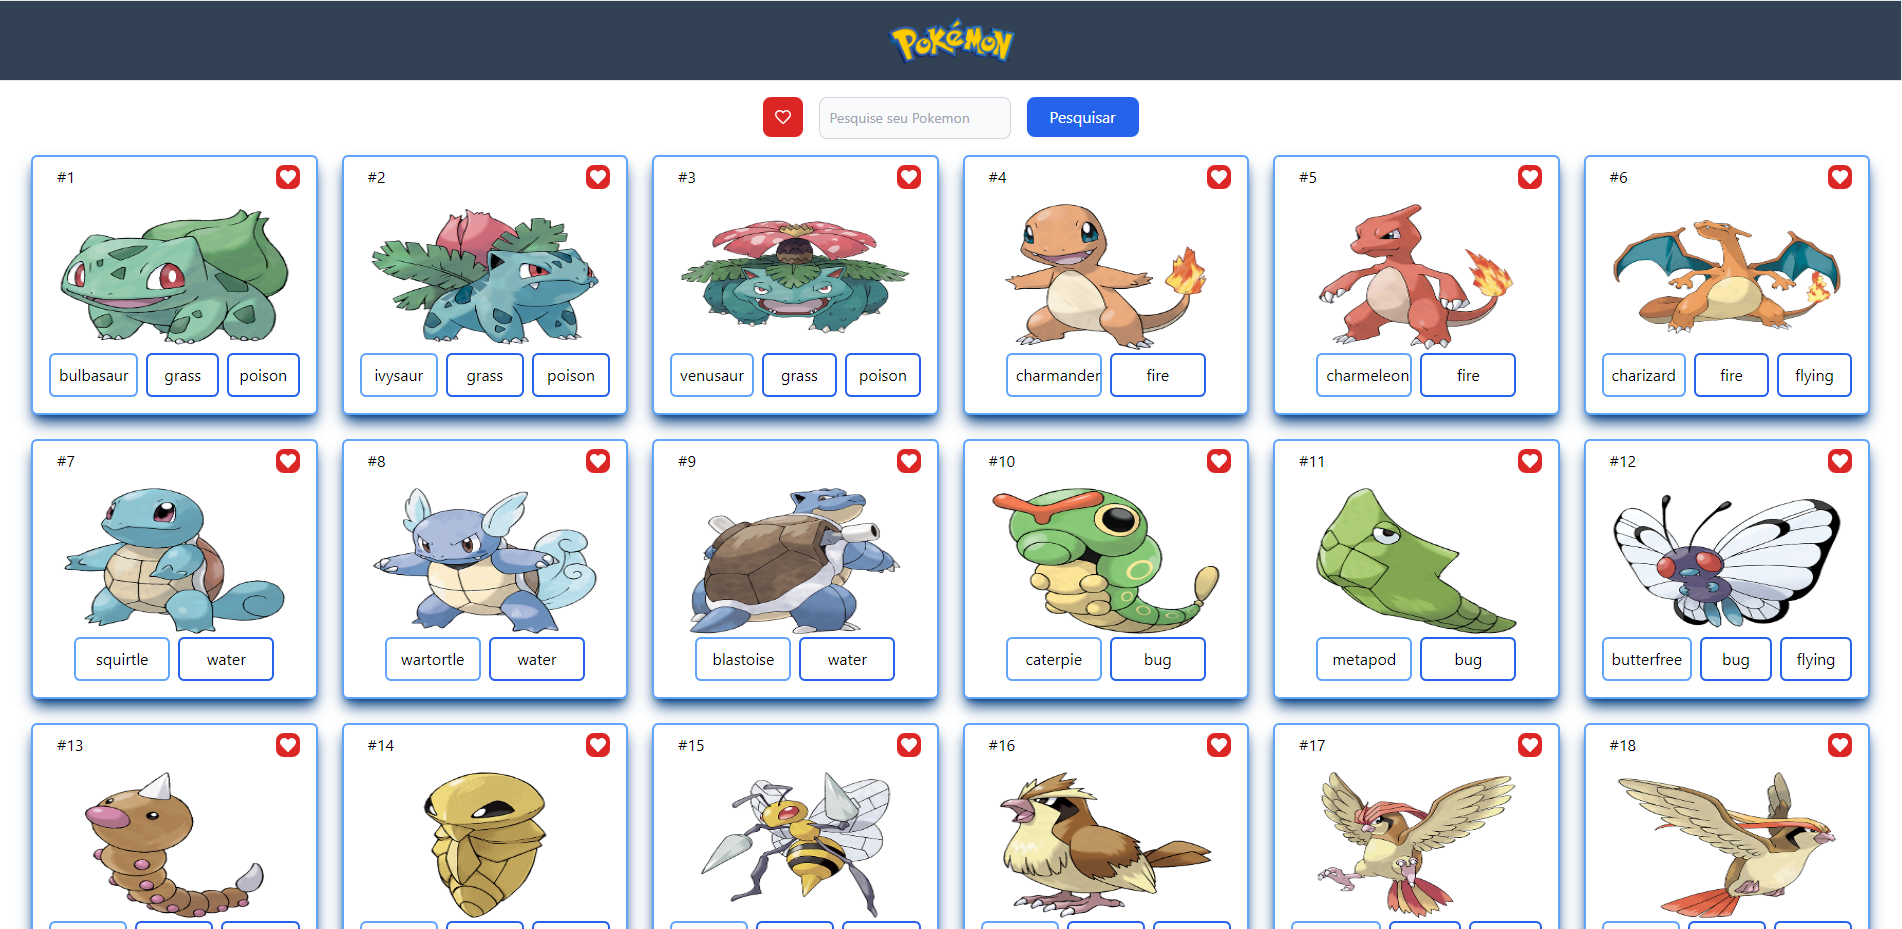 Pokémon
Pesquise seu Pokemon Pesquisar
#1 #2 #3 #4 #5 #6
bulbasaur grass poison ivysaur grass poison venusaur grass poison charmander fire charmeleon fire charizard fire flying
#7 #8 #9 #10 #11 #12
squirtle water wartortle water blastoise water caterpie bug metapod bug butterfree bug flying
#13 #14 #15 #16 #17 #18